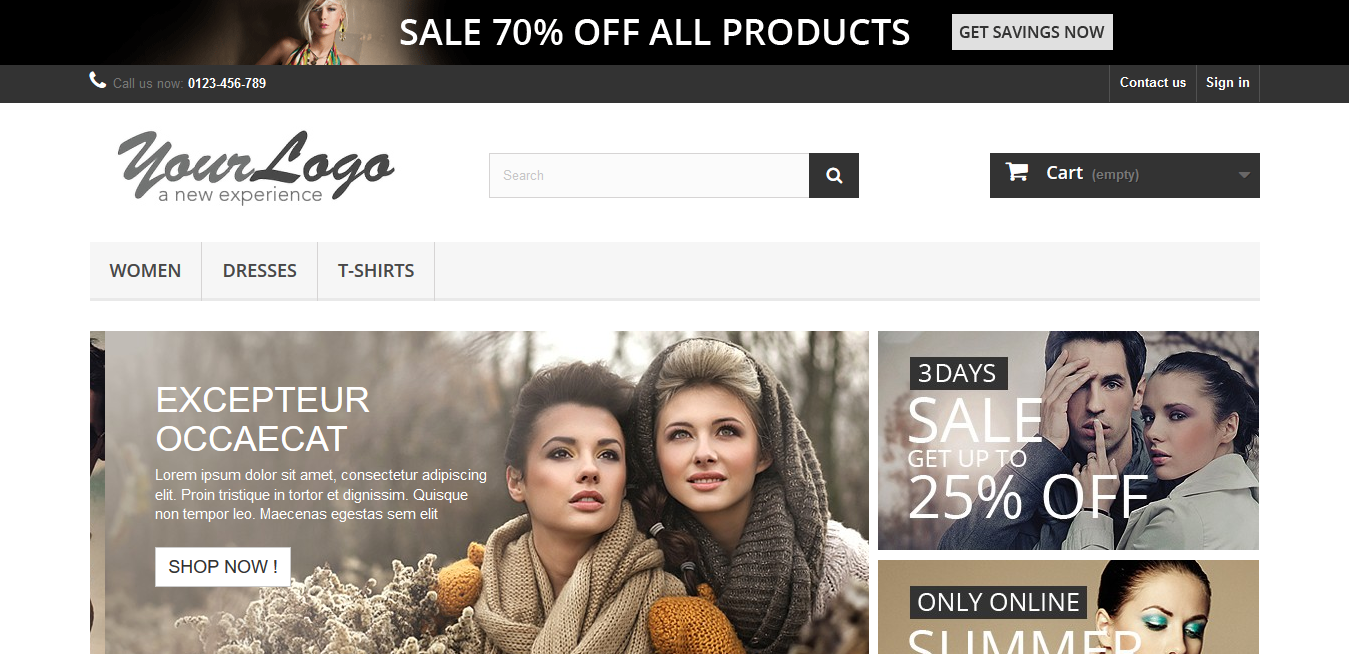 SALE 70% OFF ALL PRODUCTS
GET SAVINGS NOW
Call us now: 0123-456-789
Contact us
Sign in
YourLogo
a new experience
Search
Cart (empty)
WOMEN
DRESSES
T-SHIRTS
EXCEPTEUR
OCCAECAT
Lorem ipsum dolor sit amet, consectetur adipiscing
elit. Proin tristique in tortor et dignissim. Quisque
non tempor leo. Maecenas egestas sem elit
SHOP NOW !
3 DAYS
SALE
GET UP TO
25% OFF
ONLY ONLINE
SUMMER